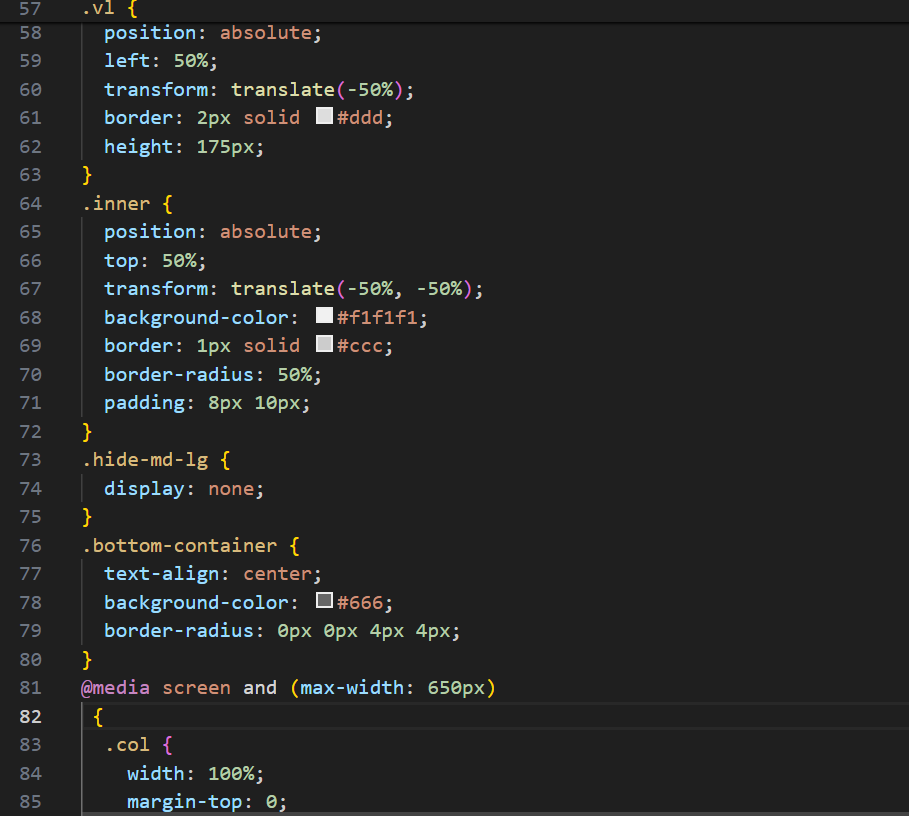 57 .vl {
58 position: absolute;
59 left: 50%;
60 transform: translate(-50%);
61 border: 2px solid #ddd;
62 height: 175px;
63 }
64 .inner {
65 position: absolute;
66 top: 50%;
67 transform: translate(-50%, -50%);
68 background-color: #f1f1f1;
69 border: 1px solid #ccc;
70 border-radius: 50%;
71 padding: 8px 10px;
72 }
73 .hide-md-lg {
74 display: none;
75 }
76 .bottom-container {
77 text-align: center;
78 background-color: #666;
79 border-radius: 0px 0px 4px 4px;
80 }
81 @media screen and (max-width: 650px)
82 {
83 .col {
84 width: 100%;
85 margin-top: 0;